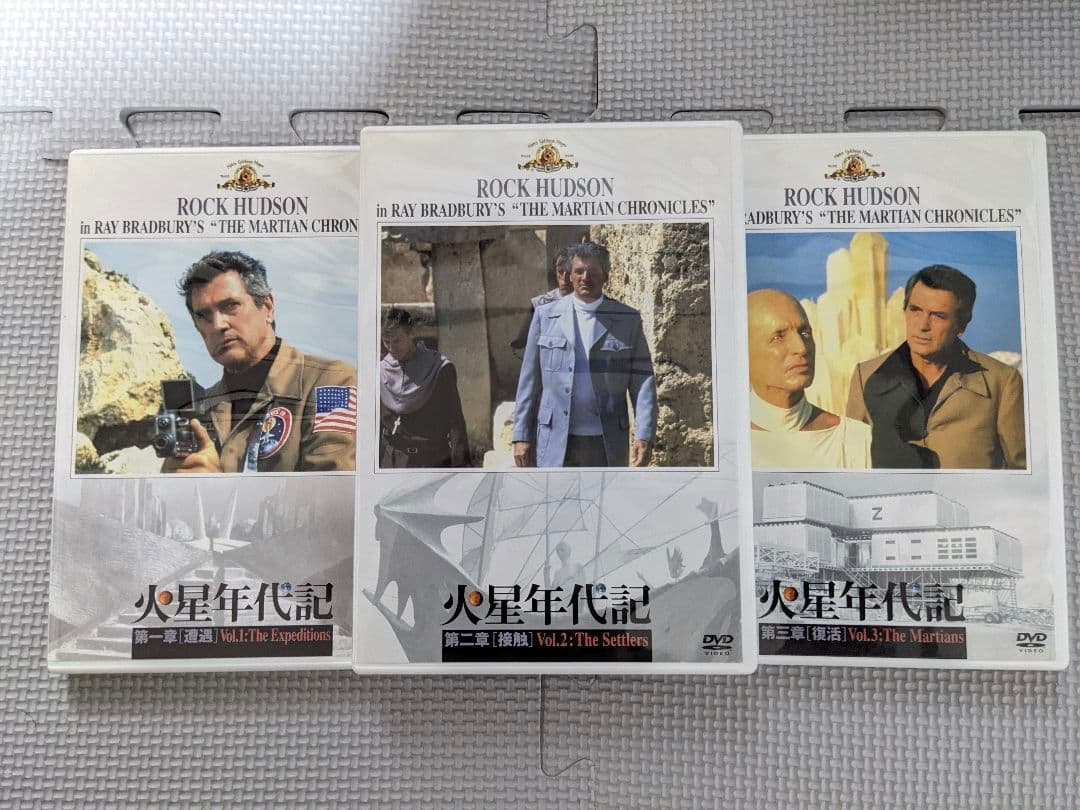 ROCK HUDSON
in RAY BRADBURY'S "THE MARTIAN CHRON
火星年代記
第一章[遭遇] Vol.1:The Expeditions
ROCK HUDSON
in RAY BRADBURY'S "THE MARTIAN CHRONICLES"
火星年代記
第二章[接触] Vol.2:The Settlers
DVD
VIDEO
ROCK HUDSON
ADBURY'S "THE MARTIAN CHRONICLES"
Z
火星年代記
第三章[復活] Vol.3:The Martians
DVD
VIDEO